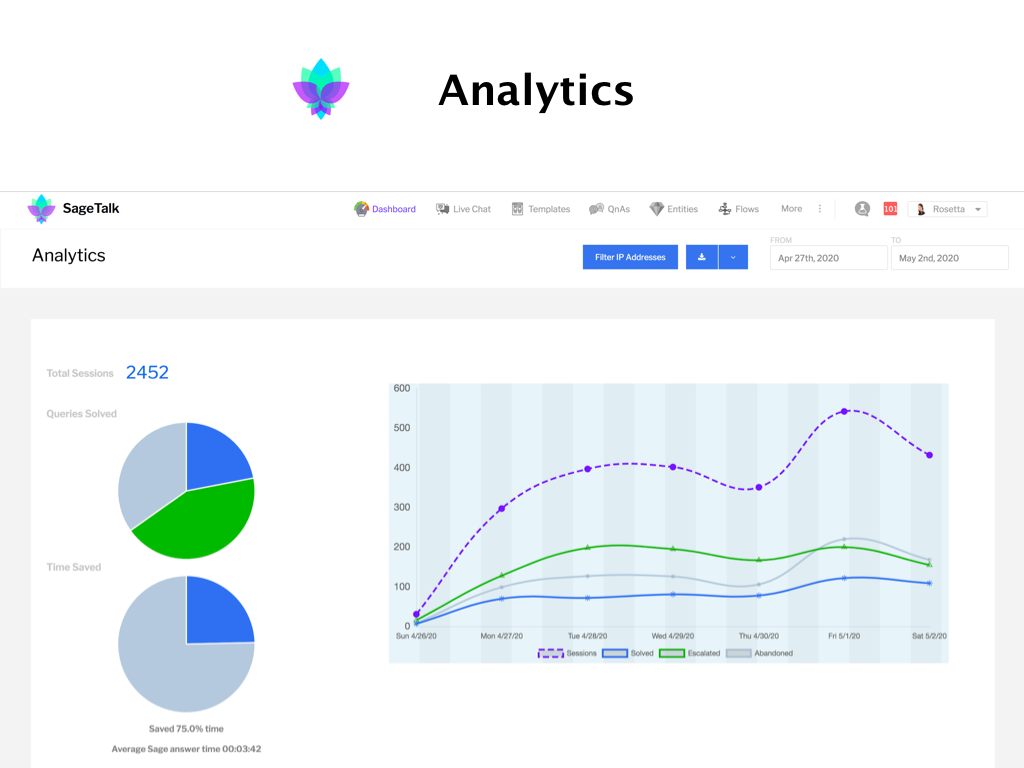 Analytics
SageTalk
Dashboard
Live Chat
Templates
QnAs
Entities
Flows
More
101
Rosetta
Analytics
Filter IP Addresses
FROM
Apr 27th, 2020
TO
May 2nd, 2020
Total Sessions 2452
Queries Solved
Time Saved
Saved 75.0% time
Average Sage answer time 00:03:42
600
500
400
300
200
100
0
Sun 4/26/20
Mon 4/27/20
Tue 4/28/20
Wed 4/29/20
Thu 4/30/20
Fri 5/1/20
Sat 5/2/20
Sessions
Solved
Escalated
Abandoned